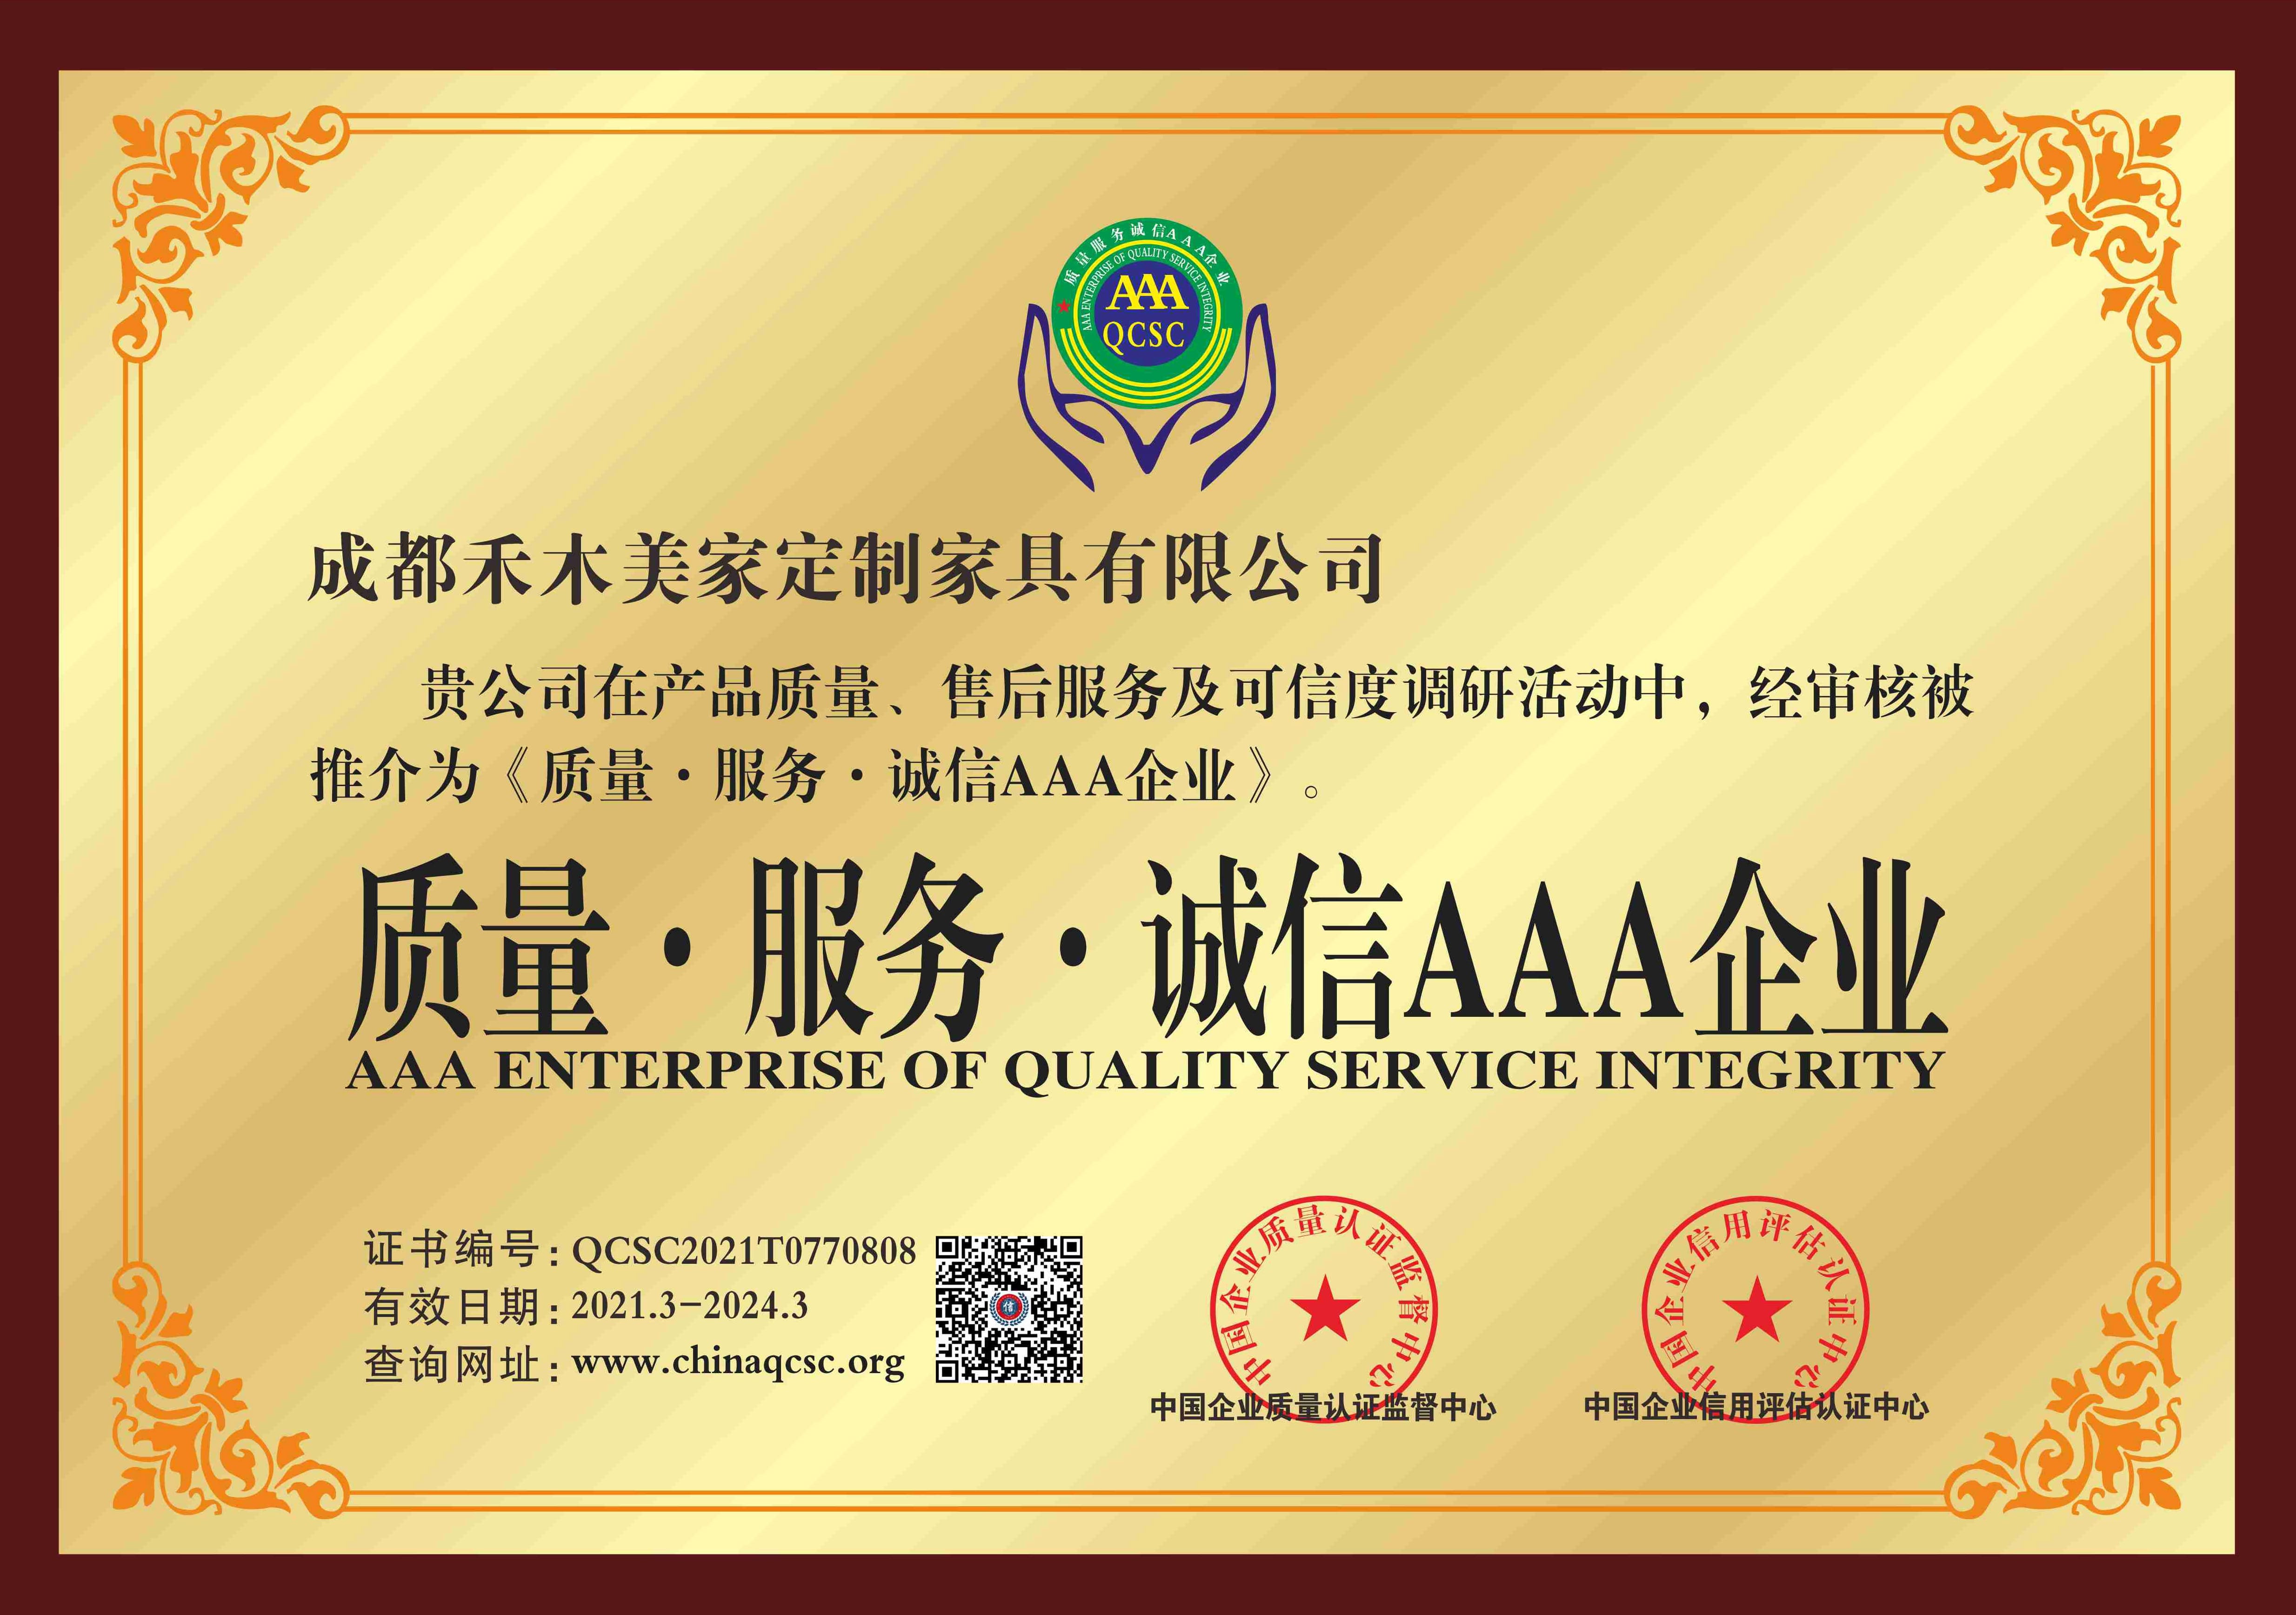 质量服务诚信AAA企业
AAA ENTERPRISE OF QUALITY SERVICE INTEGRITY
AAA
QCSC
成都禾木美家定制家具有限公司
贵公司在产品质量、售后服务及可信度调研活动中，经审核被
推介为《质量·服务·诚信AAA企业》。
质量·服务·诚信AAA企业
AAA ENTERPRISE OF QUALITY SERVICE INTEGRITY
证书编号：QCSC2021T0770808
有效日期：2021.3-2024.3
查询网址：www.chinaqcsc.org
信
中国企业质量认证监督中心
中国企业质量认证监督中心
中国企业信用评估认证中心
中国企业信用评估认证中心